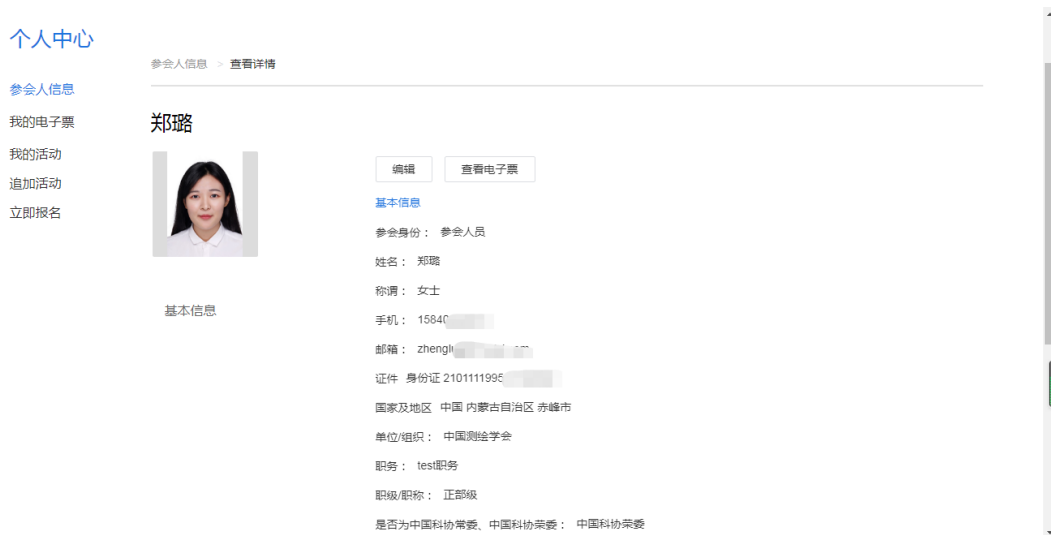 个人中心
参会人信息 > 查看详情
参会人信息
我的电子票
我的活动
追加活动
立即报名
郑璐
编辑 查看电子票
基本信息
基本信息
参会身份： 参会人员
姓名： 郑璐
称谓： 女士
手机： 15840
邮箱： zhengl
证件 身份证 2101111995
国家及地区 中国 内蒙古自治区 赤峰市
单位/组织： 中国测绘学会
职务： test职务
职级/职称： 正部级
是否为中国科协常委、中国科协荣委： 中国科协荣委